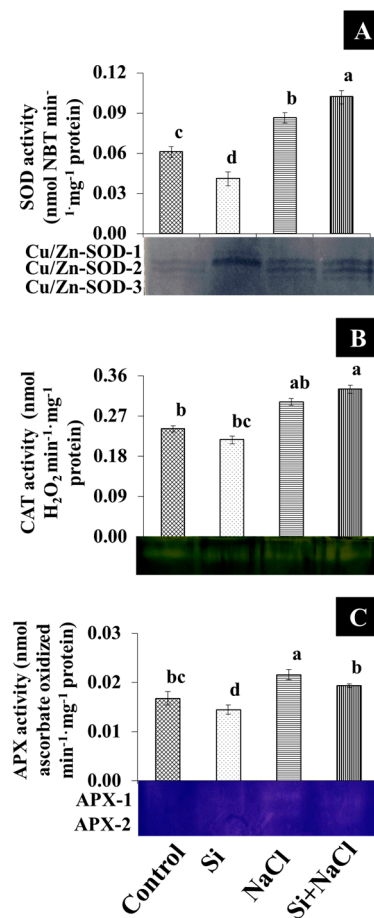 A
SOD activity
(nmol NBT min-
1·mg-1 protein)
0.12
0.09
0.06
0.03
0.00
c
d
b
a
Cu/Zn-SOD-1
Cu/Zn-SOD-2
Cu/Zn-SOD-3
B
CAT activity (nmol
H2O2 min-1·mg-1
protein)
0.36
0.27
0.18
0.09
0.00
b
bc
ab
a
C
APX activity (nmol
ascorbate oxidized
min-1·mg-1 protein)
0.03
0.02
0.01
0.00
bc
d
a
b
APX-1
APX-2
Control
Si
NaCl
Si+NaCl